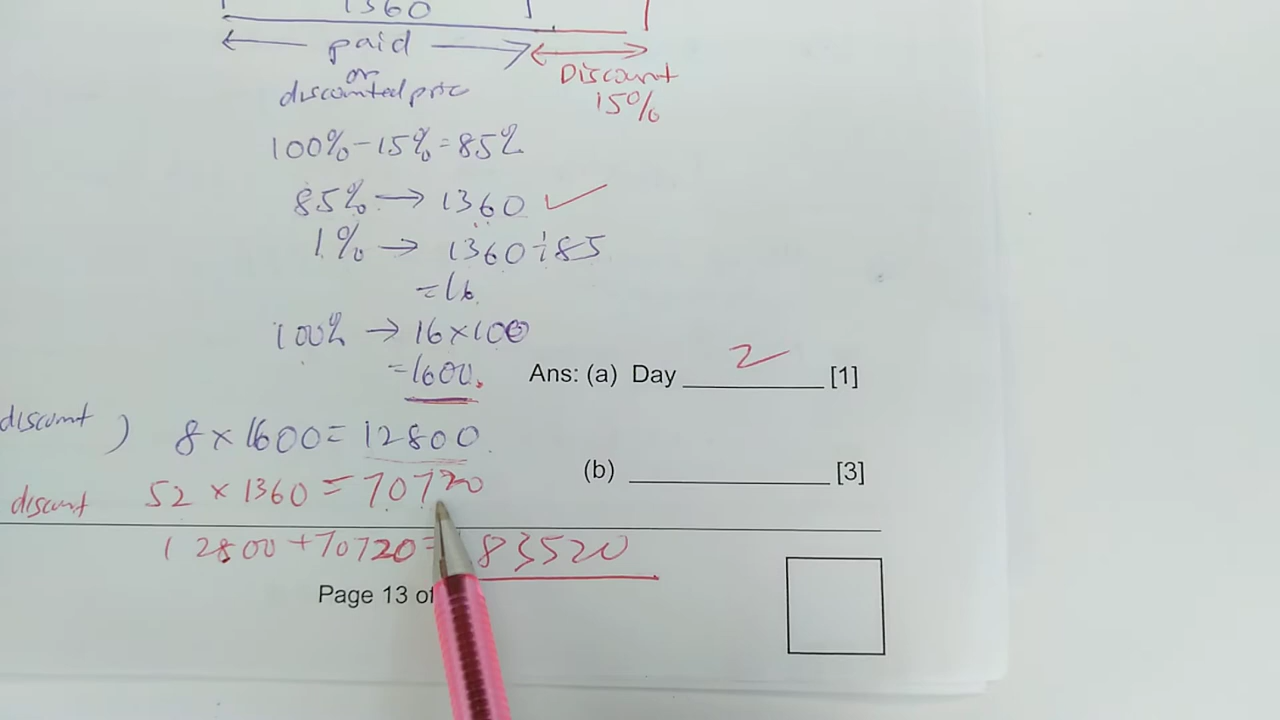 1360
paid
or
discounted pric
Discount
15%
100% - 15% = 85%
85% → 1360 ✓
1% → 1360 ÷ 85
= 16
100% → 16 × 100
= 1600.
Ans: (a) Day 2 [1]
discount ) 8 × 1600 = 12800
(b) [3]
discount 52 × 1360 = 70720
12800 + 70720 = 83520
Page 13 of